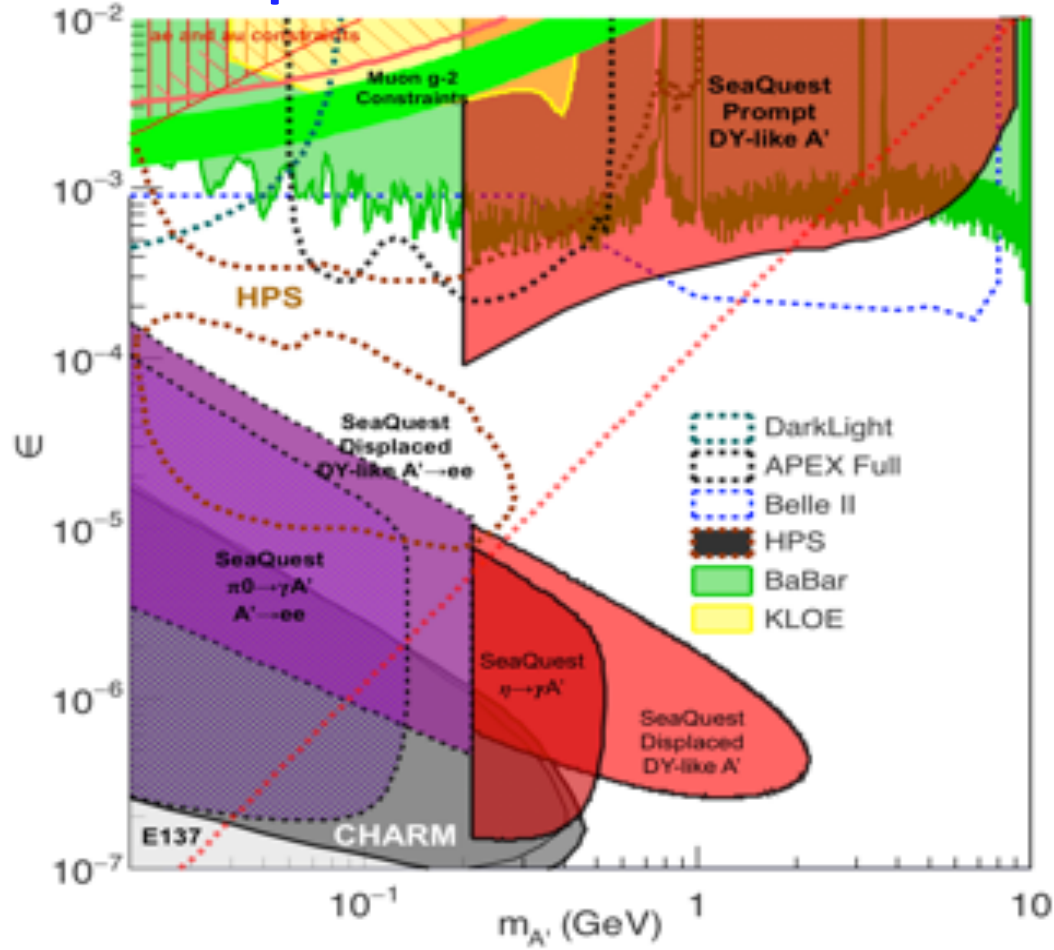 10⁻²
ae and aμ constraints
Muon g-2
Constraints
SeaQuest
Prompt
DY-like A'
10⁻³
HPS
10⁻⁴
SeaQuest
Displaced
DY-like A'→ee
∈
DarkLight
APEX Full
Belle II
HPS
BaBar
KLOE
10⁻⁵
SeaQuest
π0→γA'
A'→ee
SeaQuest
η→γA'
10⁻⁶
SeaQuest
Displaced
DY-like A'
E137
CHARM
10⁻⁷
10⁻¹
1
10
m_A' (GeV)